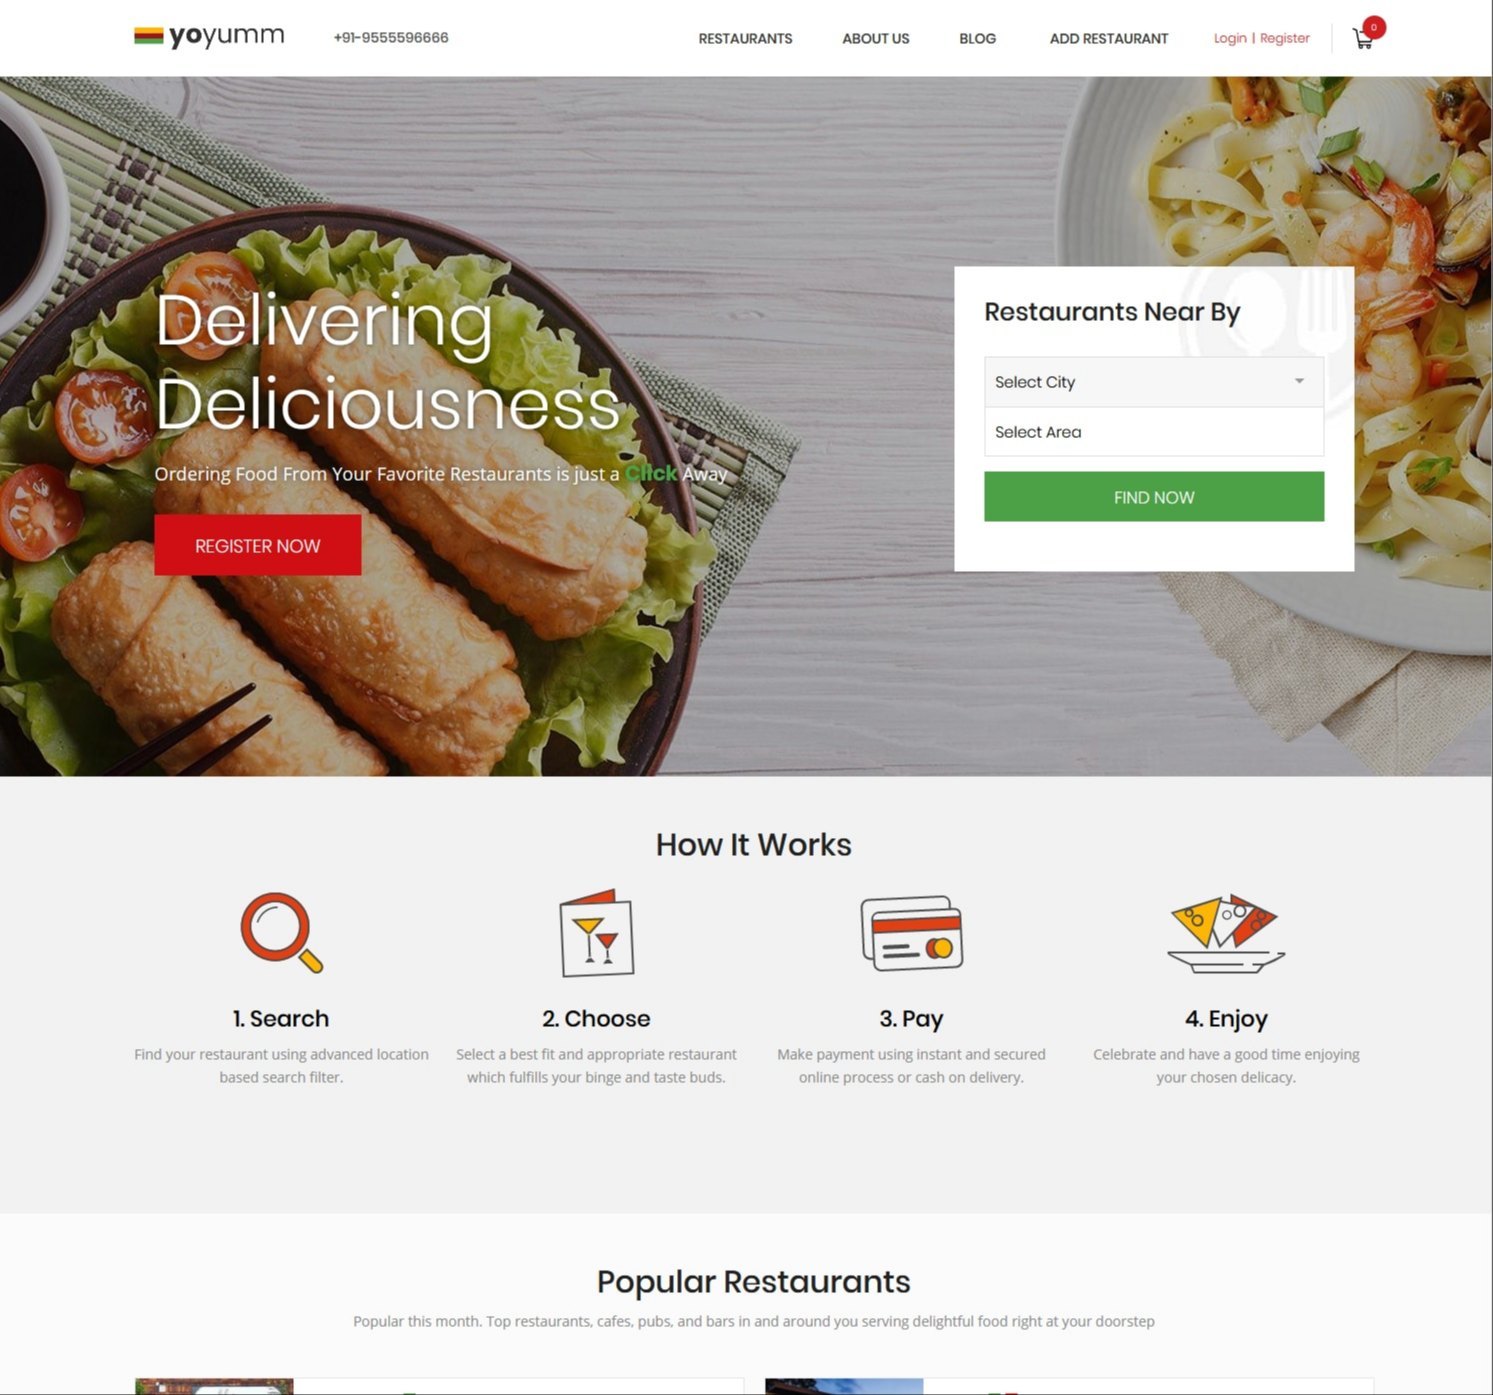 yoyumm
+91-9555596666
RESTAURANTS
ABOUT US
BLOG
ADD RESTAURANT
Login | Register
0
Delivering
Deliciousness
Ordering Food From Your Favorite Restaurants is just a Click Away
REGISTER NOW
Restaurants Near By
Select City
Select Area
FIND NOW
How It Works
1. Search
Find your restaurant using advanced location
based search filter.
2. Choose
Select a best fit and appropriate restaurant
which fulfills your binge and taste buds.
3. Pay
Make payment using instant and secured
online process or cash on delivery.
4. Enjoy
Celebrate and have a good time enjoying
your chosen delicacy.
Popular Restaurants
Popular this month. Top restaurants, cafes, pubs, and bars in and around you serving delightful food right at your doorstep